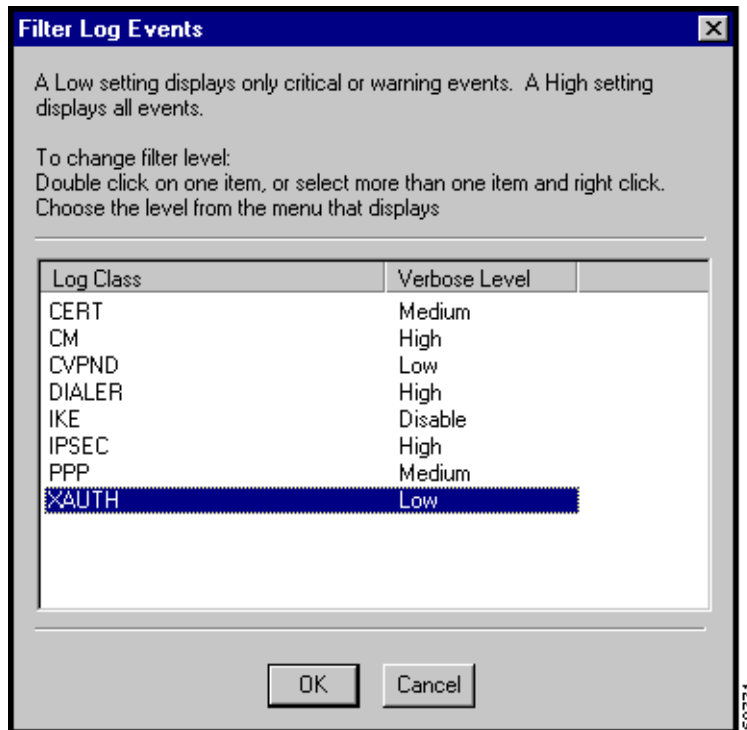 Filter Log Events
A Low setting displays only critical or warning events. A High setting
displays all events.
To change filter level:
Double click on one item, or select more than one item and right click.
Choose the level from the menu that displays
Log Class Verbose Level
CERT Medium
CM High
CVPND Low
DIALER High
IKE Disable
IPSEC High
PPP Medium
XAUTH Low
OK Cancel